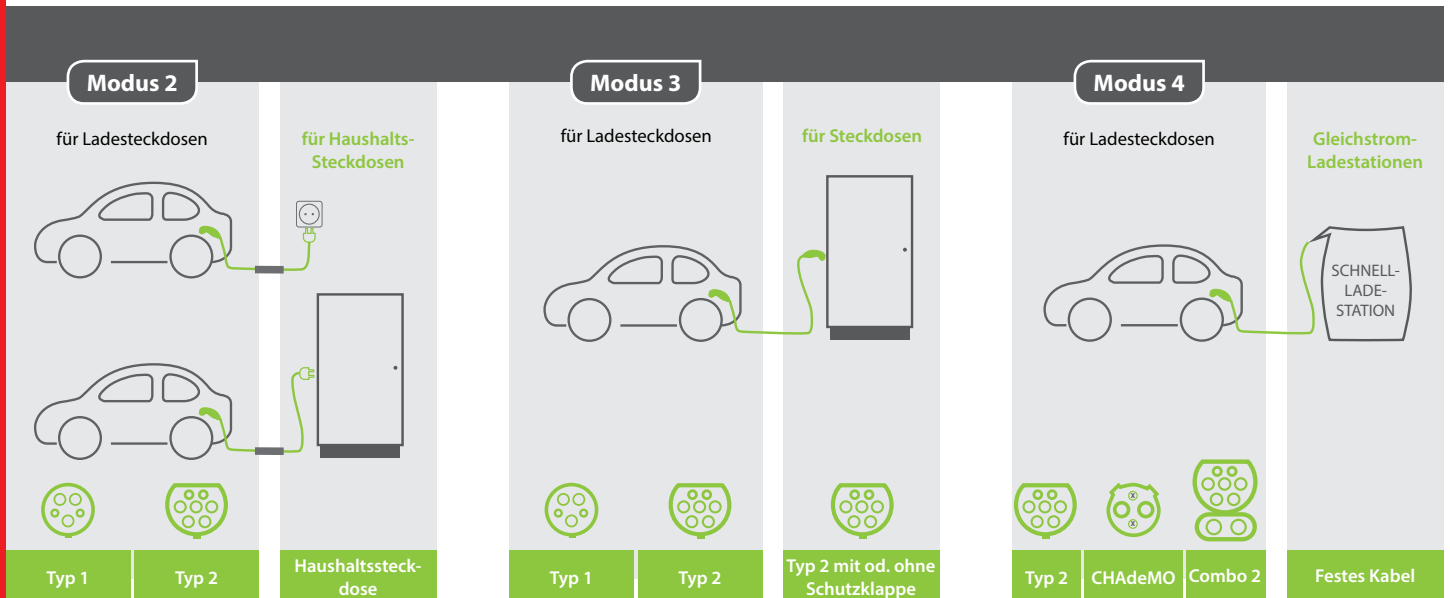 Modus 2
für Ladesteckdosen
für Haushalts-
Steckdosen
Typ 1
Typ 2
Haushaltssteck-
dose
Modus 3
für Ladesteckdosen
für Steckdosen
Typ 1
Typ 2
Typ 2 mit od. ohne
Schutzklappe
Modus 4
für Ladesteckdosen
Gleichstrom-
Ladestationen
SCHNELL-
LADE-
STATION
Typ 2
CHAdeMO
Combo 2
Festes Kabel